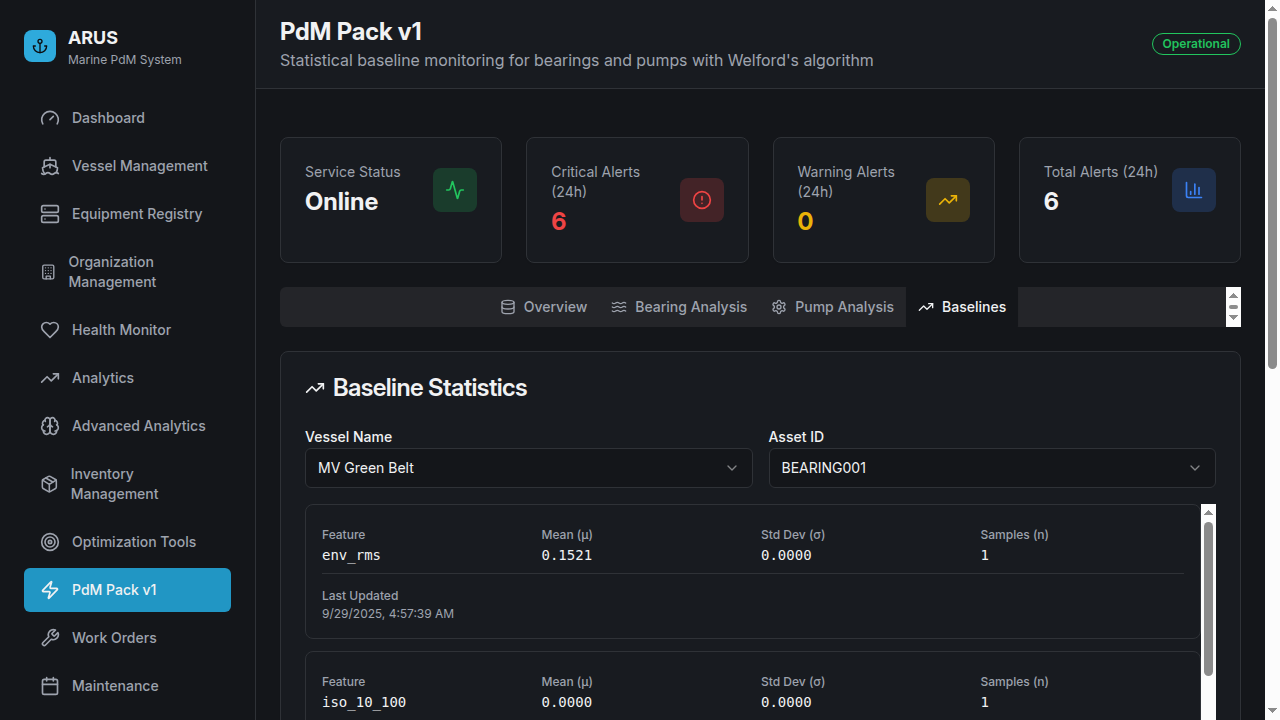 ARUS
Marine PdM System
Dashboard
Vessel Management
Equipment Registry
Organization
Management
Health Monitor
Analytics
Advanced Analytics
Inventory
Management
Optimization Tools
PdM Pack v1
Work Orders
Maintenance
PdM Pack v1
Statistical baseline monitoring for bearings and pumps with Welford's algorithm
Operational
Service Status
Online
Critical Alerts
(24h)
6
Warning Alerts
(24h)
0
Total Alerts (24h)
6
Overview
Bearing Analysis
Pump Analysis
Baselines
Baseline Statistics
Vessel Name
MV Green Belt
Asset ID
BEARING001
Feature Mean (μ) Std Dev (σ) Samples (n)
env_rms 0.1521 0.0000 1
Last Updated
9/29/2025, 4:57:39 AM
Feature Mean (μ) Std Dev (σ) Samples (n)
iso_10_100 0.0000 0.0000 1